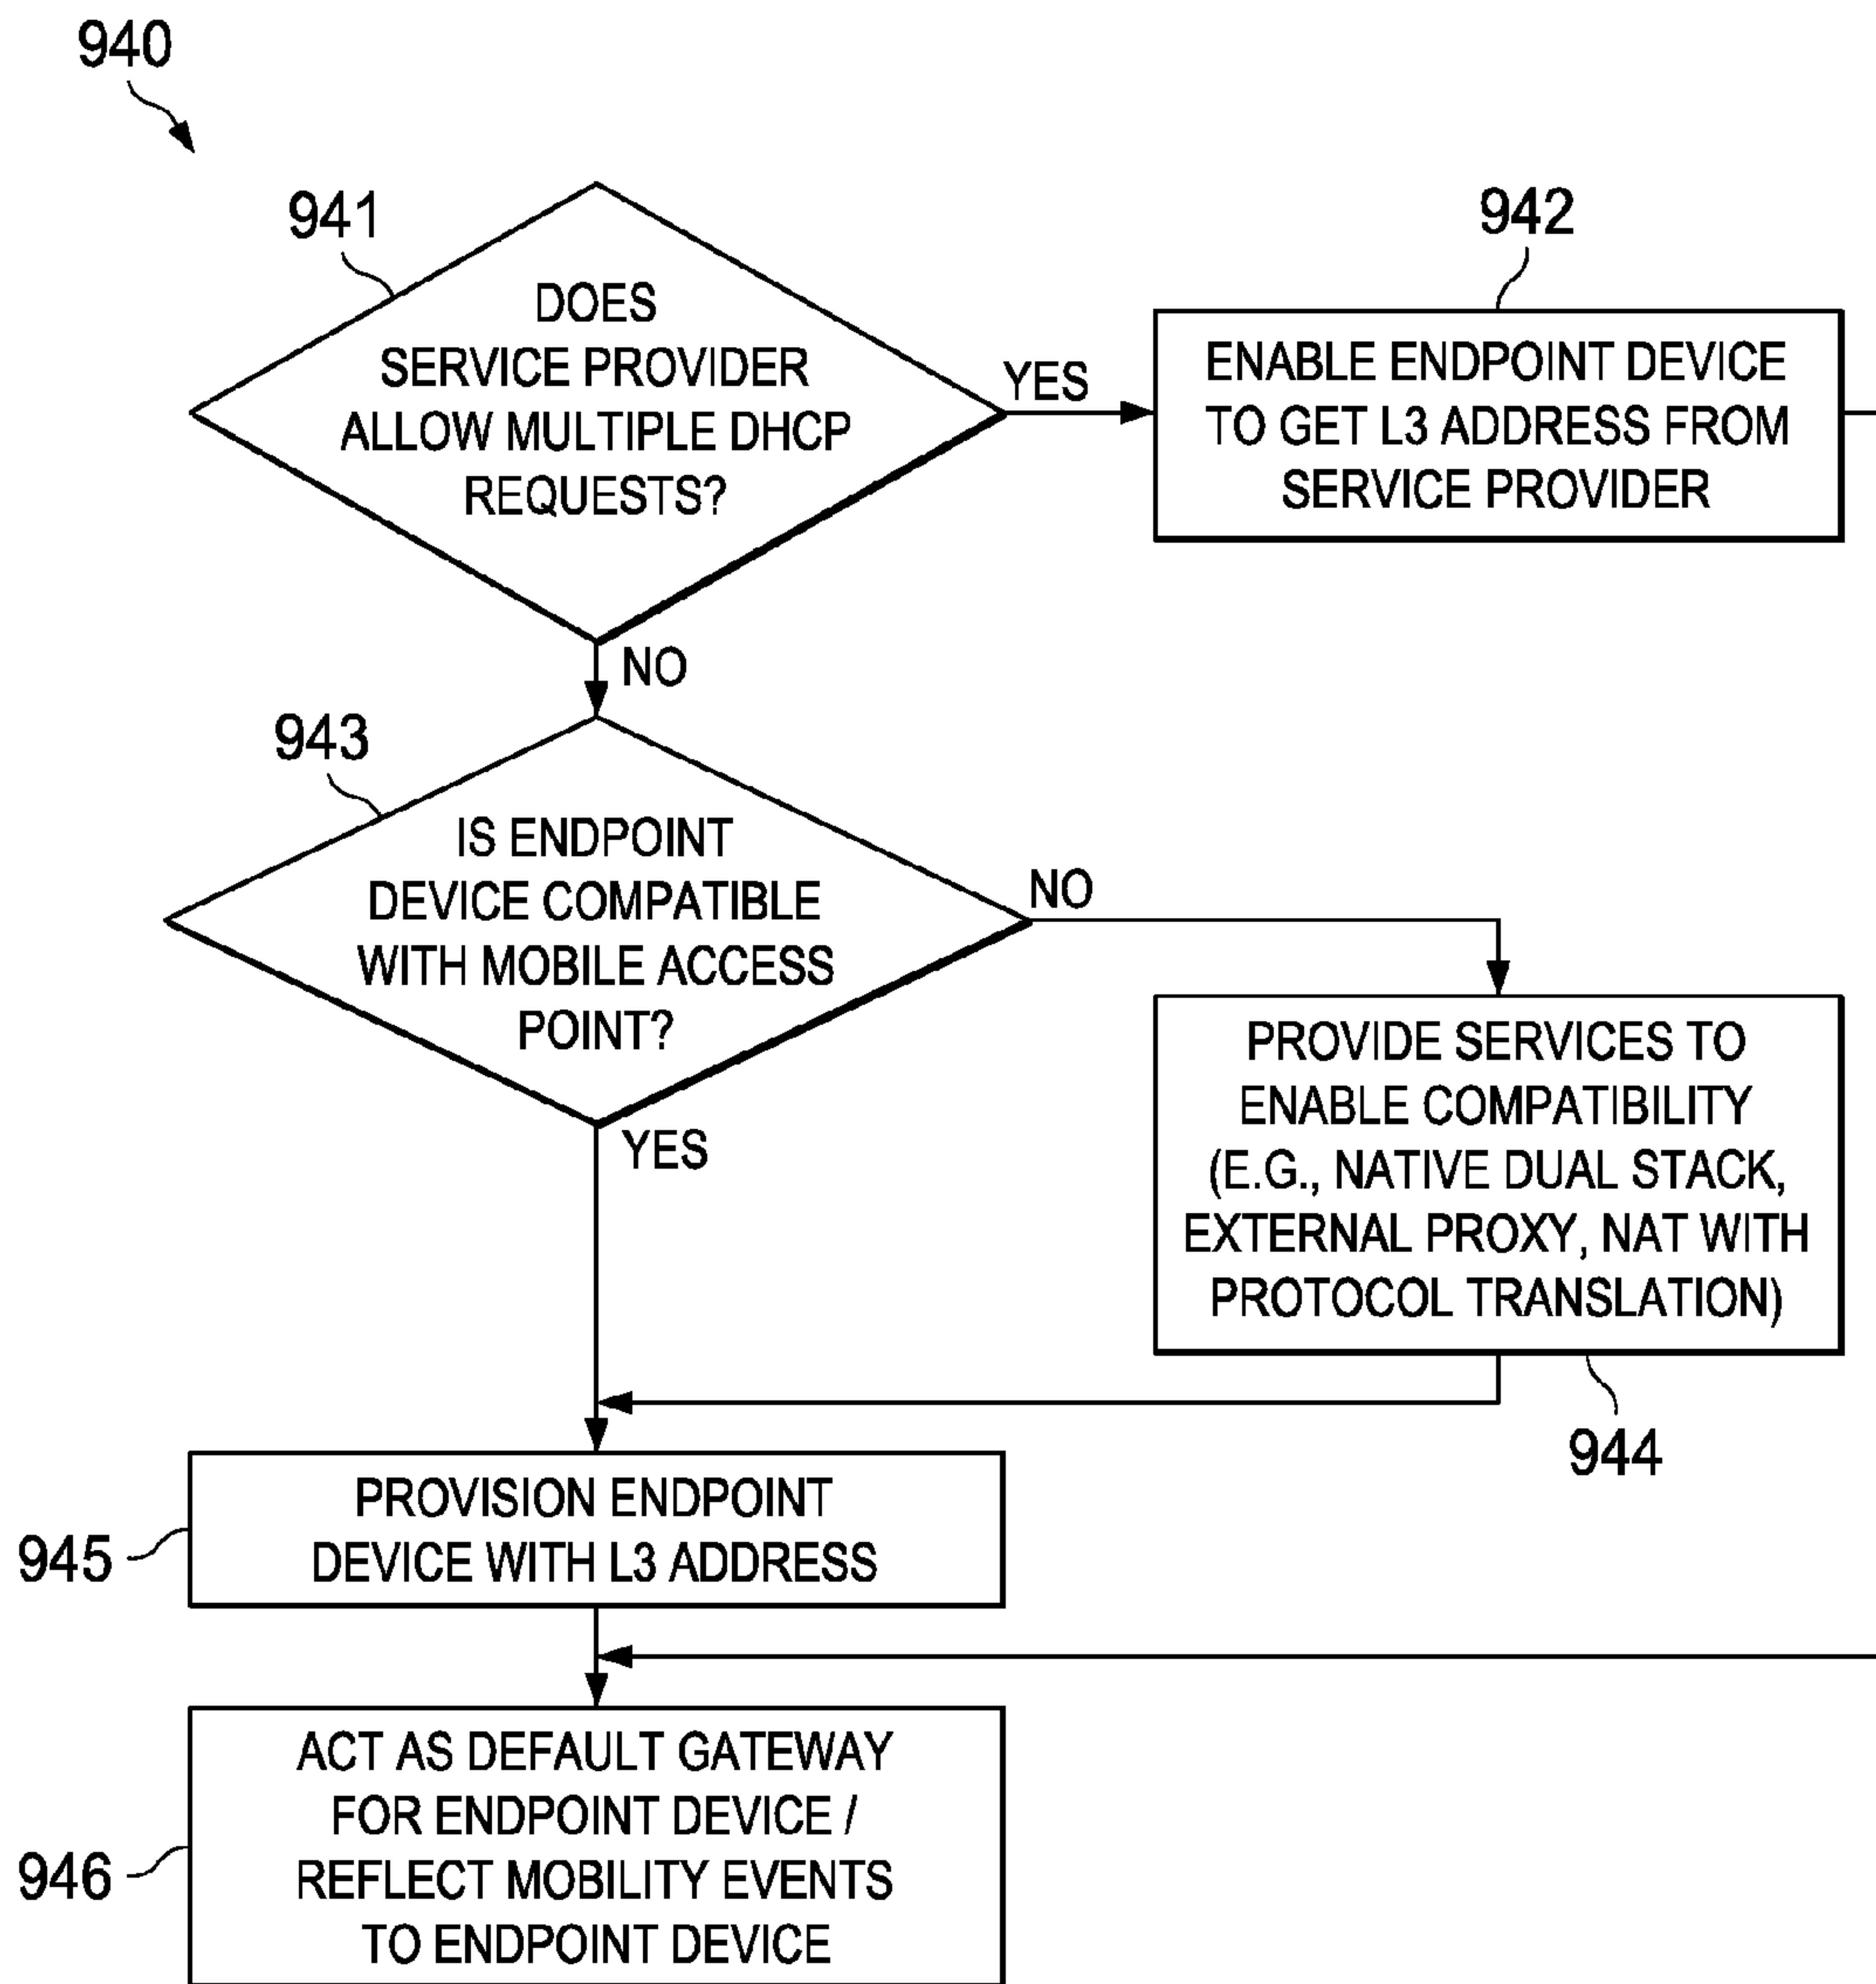 940
941
DOES
SERVICE PROVIDER
ALLOW MULTIPLE DHCP
REQUESTS?
YES
942
ENABLE ENDPOINT DEVICE
TO GET L3 ADDRESS FROM
SERVICE PROVIDER
NO
943
IS ENDPOINT
DEVICE COMPATIBLE
WITH MOBILE ACCESS
POINT?
NO
PROVIDE SERVICES TO
ENABLE COMPATIBILITY
(E.G., NATIVE DUAL STACK,
EXTERNAL PROXY, NAT WITH
PROTOCOL TRANSLATION)
944
YES
945
PROVISION ENDPOINT
DEVICE WITH L3 ADDRESS
946
ACT AS DEFAULT GATEWAY
FOR ENDPOINT DEVICE /
REFLECT MOBILITY EVENTS
TO ENDPOINT DEVICE